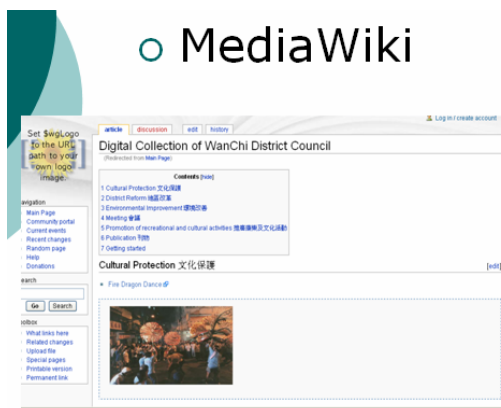 MediaWiki
Log in / create account
Set $wgLogo
to the URL
path to your
own logo
image.
article discussion edit history
Digital Collection of WanChi District Council
(Redirected from Main Page)
Contents [hide]
1 Cultural Protection 文化保護
2 District Reform 地區改革
3 Environmental Improvement 環境改善
4 Meeting 會議
5 Promotion of recreational and cultural activities 推廣康樂及文化活動
6 Publication 刊物
7 Getting started
Cultural Protection 文化保護 [edit]
Fire Dragon Dance
navigation
Main Page
Community portal
Current events
Recent changes
Random page
Help
Donations
search
Go Search
toolbox
What links here
Related changes
Upload file
Special pages
Printable version
Permanent link